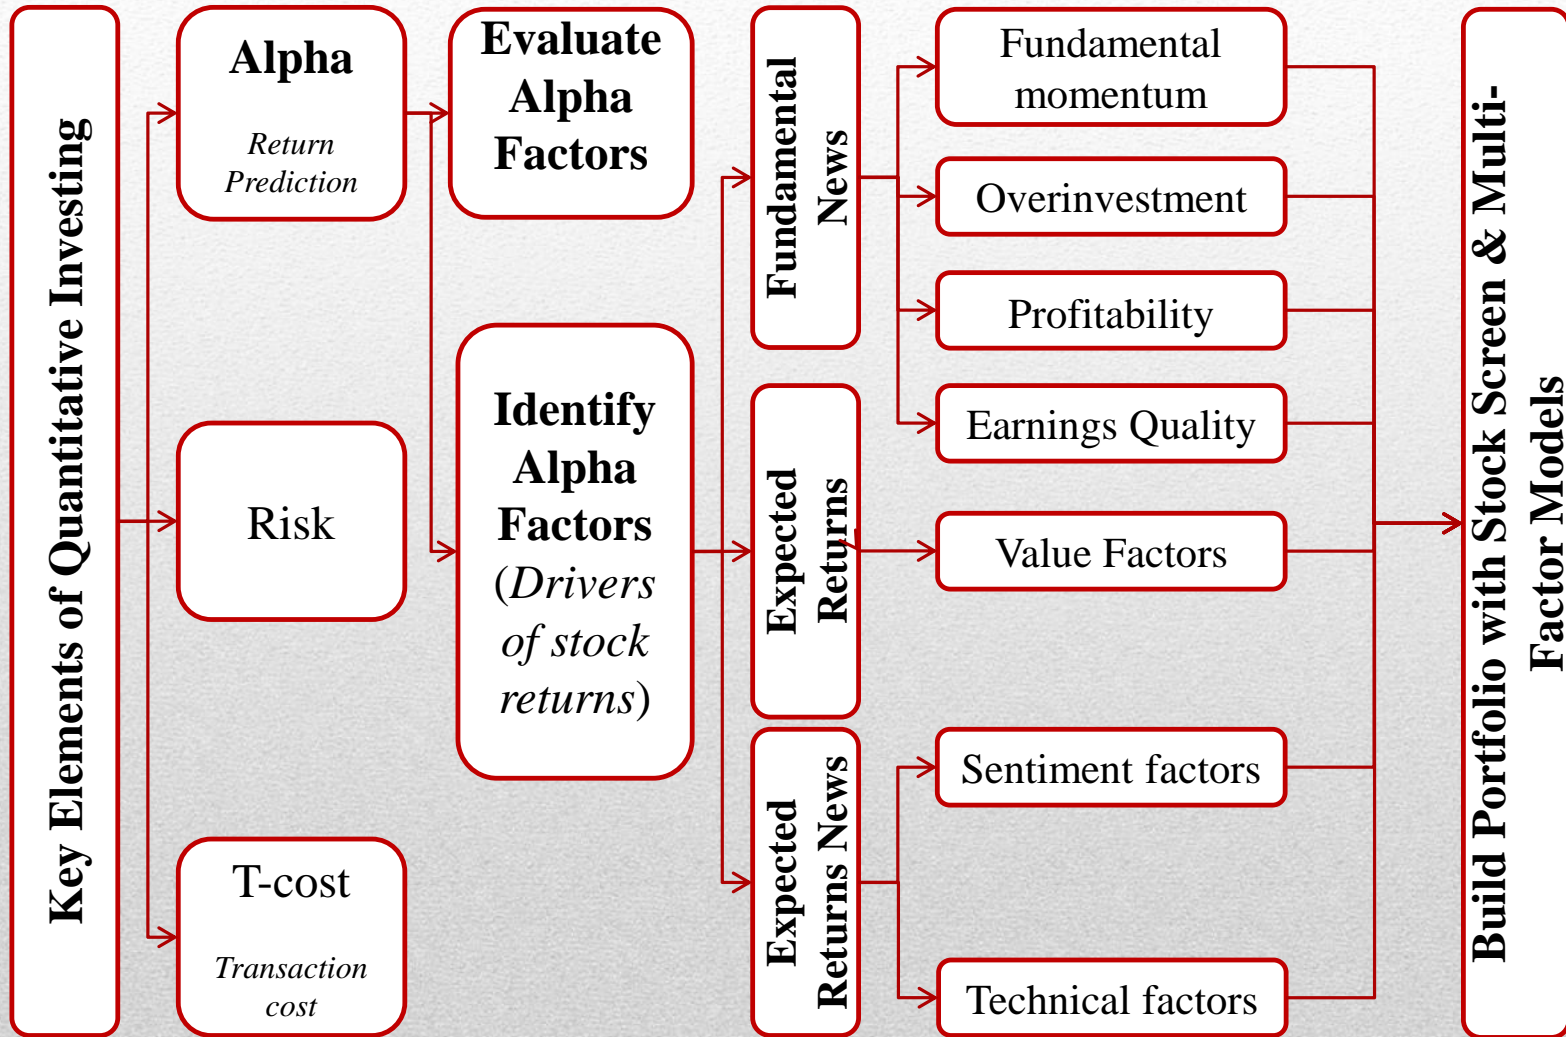 Key Elements of Quantitative Investing
Alpha
Return
Prediction
Risk
T-cost
Transaction
cost
Evaluate
Alpha
Factors
Identify
Alpha
Factors
(Drivers
of stock
returns)
Fundamental
News
Expected
Returns
Expected
Returns News
Fundamental
momentum
Overinvestment
Profitability
Earnings Quality
Value Factors
Sentiment factors
Technical factors
Build Portfolio with Stock Screen & Multi-
Factor Models